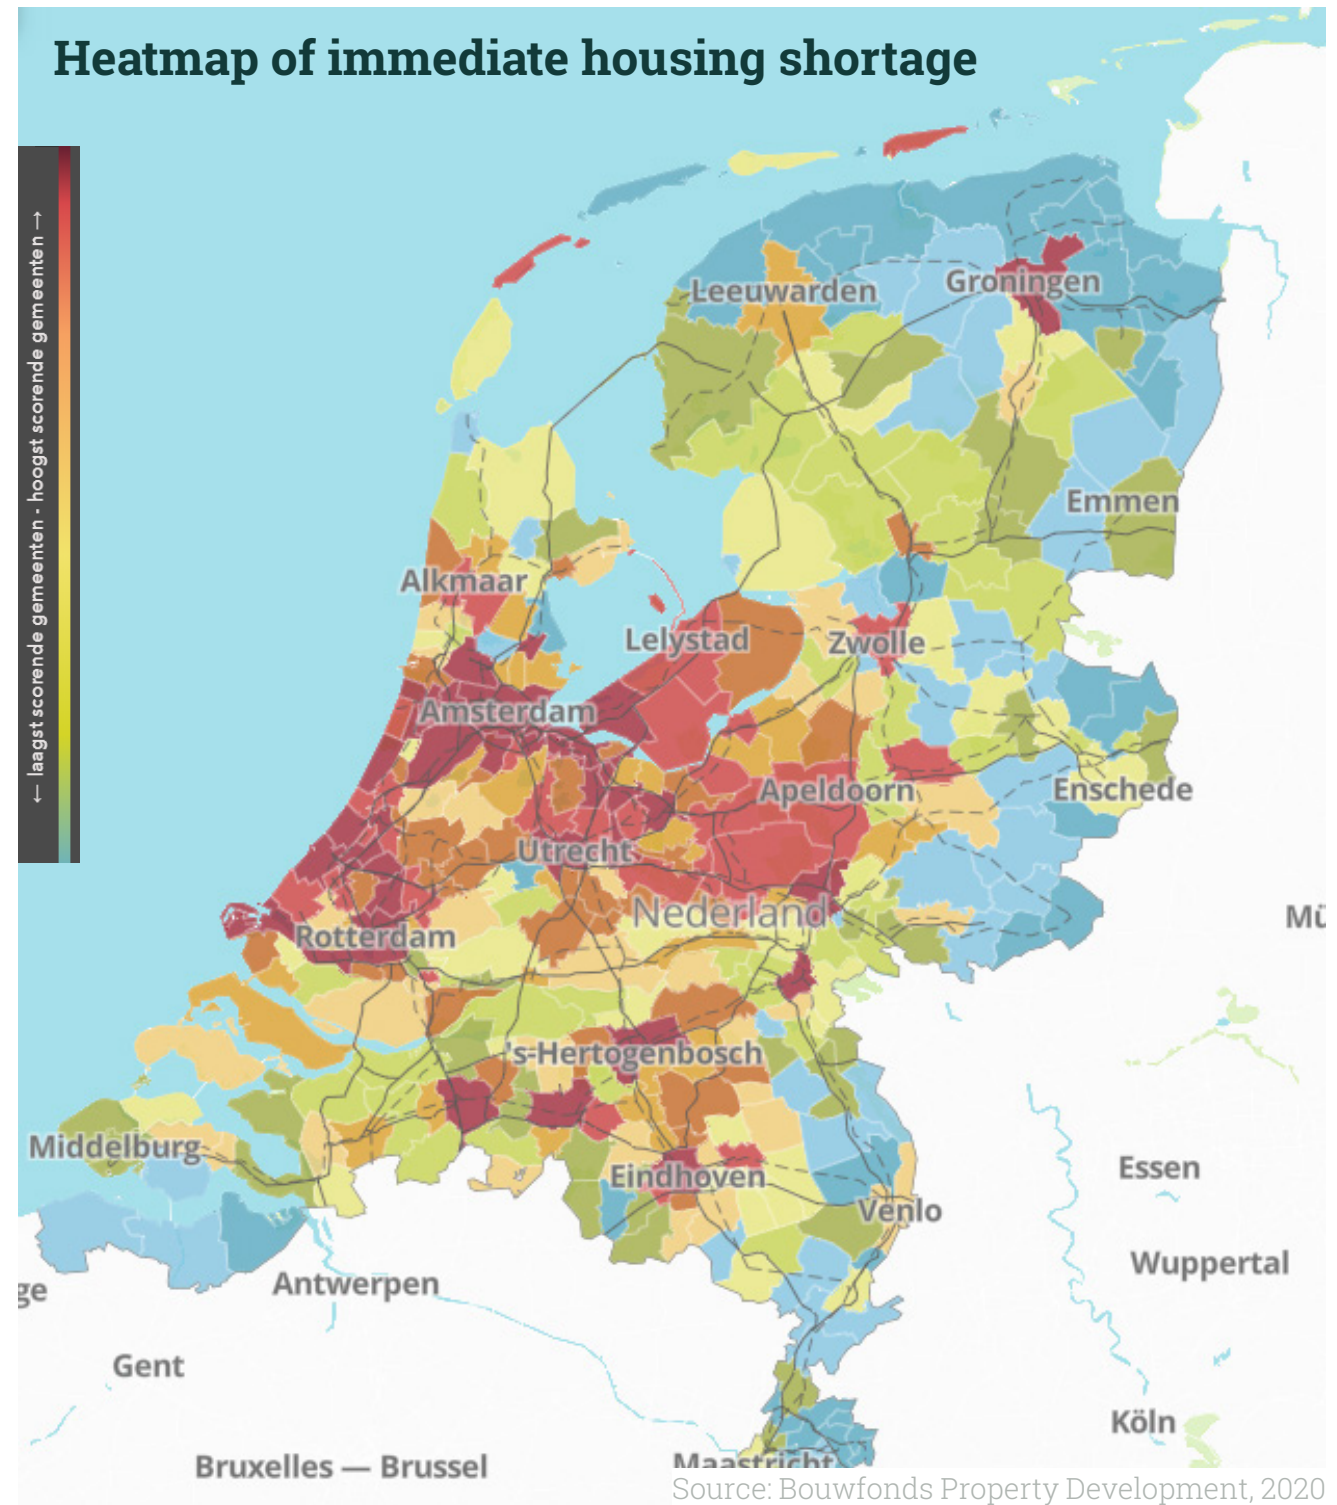 Heatmap of immediate housing shortage
← laagst scorende gemeenten - hoogst scorende gemeenten →
Leeuwarden
Groningen
Emmen
Alkmaar
Lelystad
Zwolle
Amsterdam
Apeldoorn
Enschede
Utrecht
Nederland
Mü
Rotterdam
's-Hertogenbosch
Middelburg
Eindhoven
Essen
Venlo
Wuppertal
Antwerpen
ge
Gent
Köln
Bruxelles — Brussel
Maastricht
Source: Bouwfonds Property Development, 2020